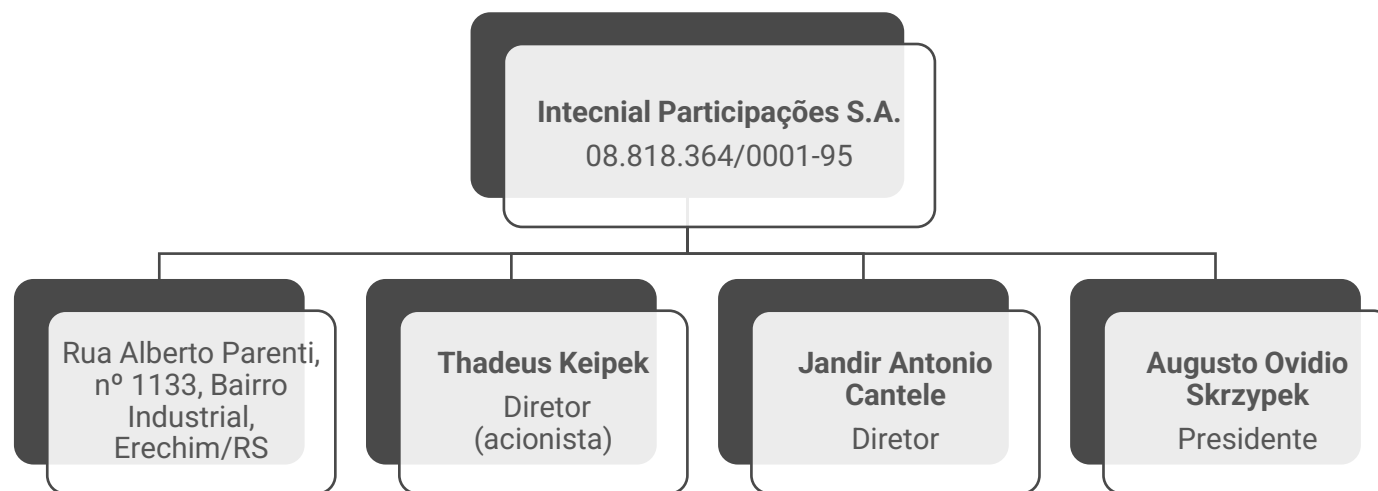 Intecnial Participações S.A.
08.818.364/0001-95
Rua Alberto Parenti,
nº 1133, Bairro
Industrial,
Erechim/RS
Thadeus Keipek
Diretor
(acionista)
Jandir Antonio
Cantele
Diretor
Augusto Ovidio
Skrzypek
Presidente